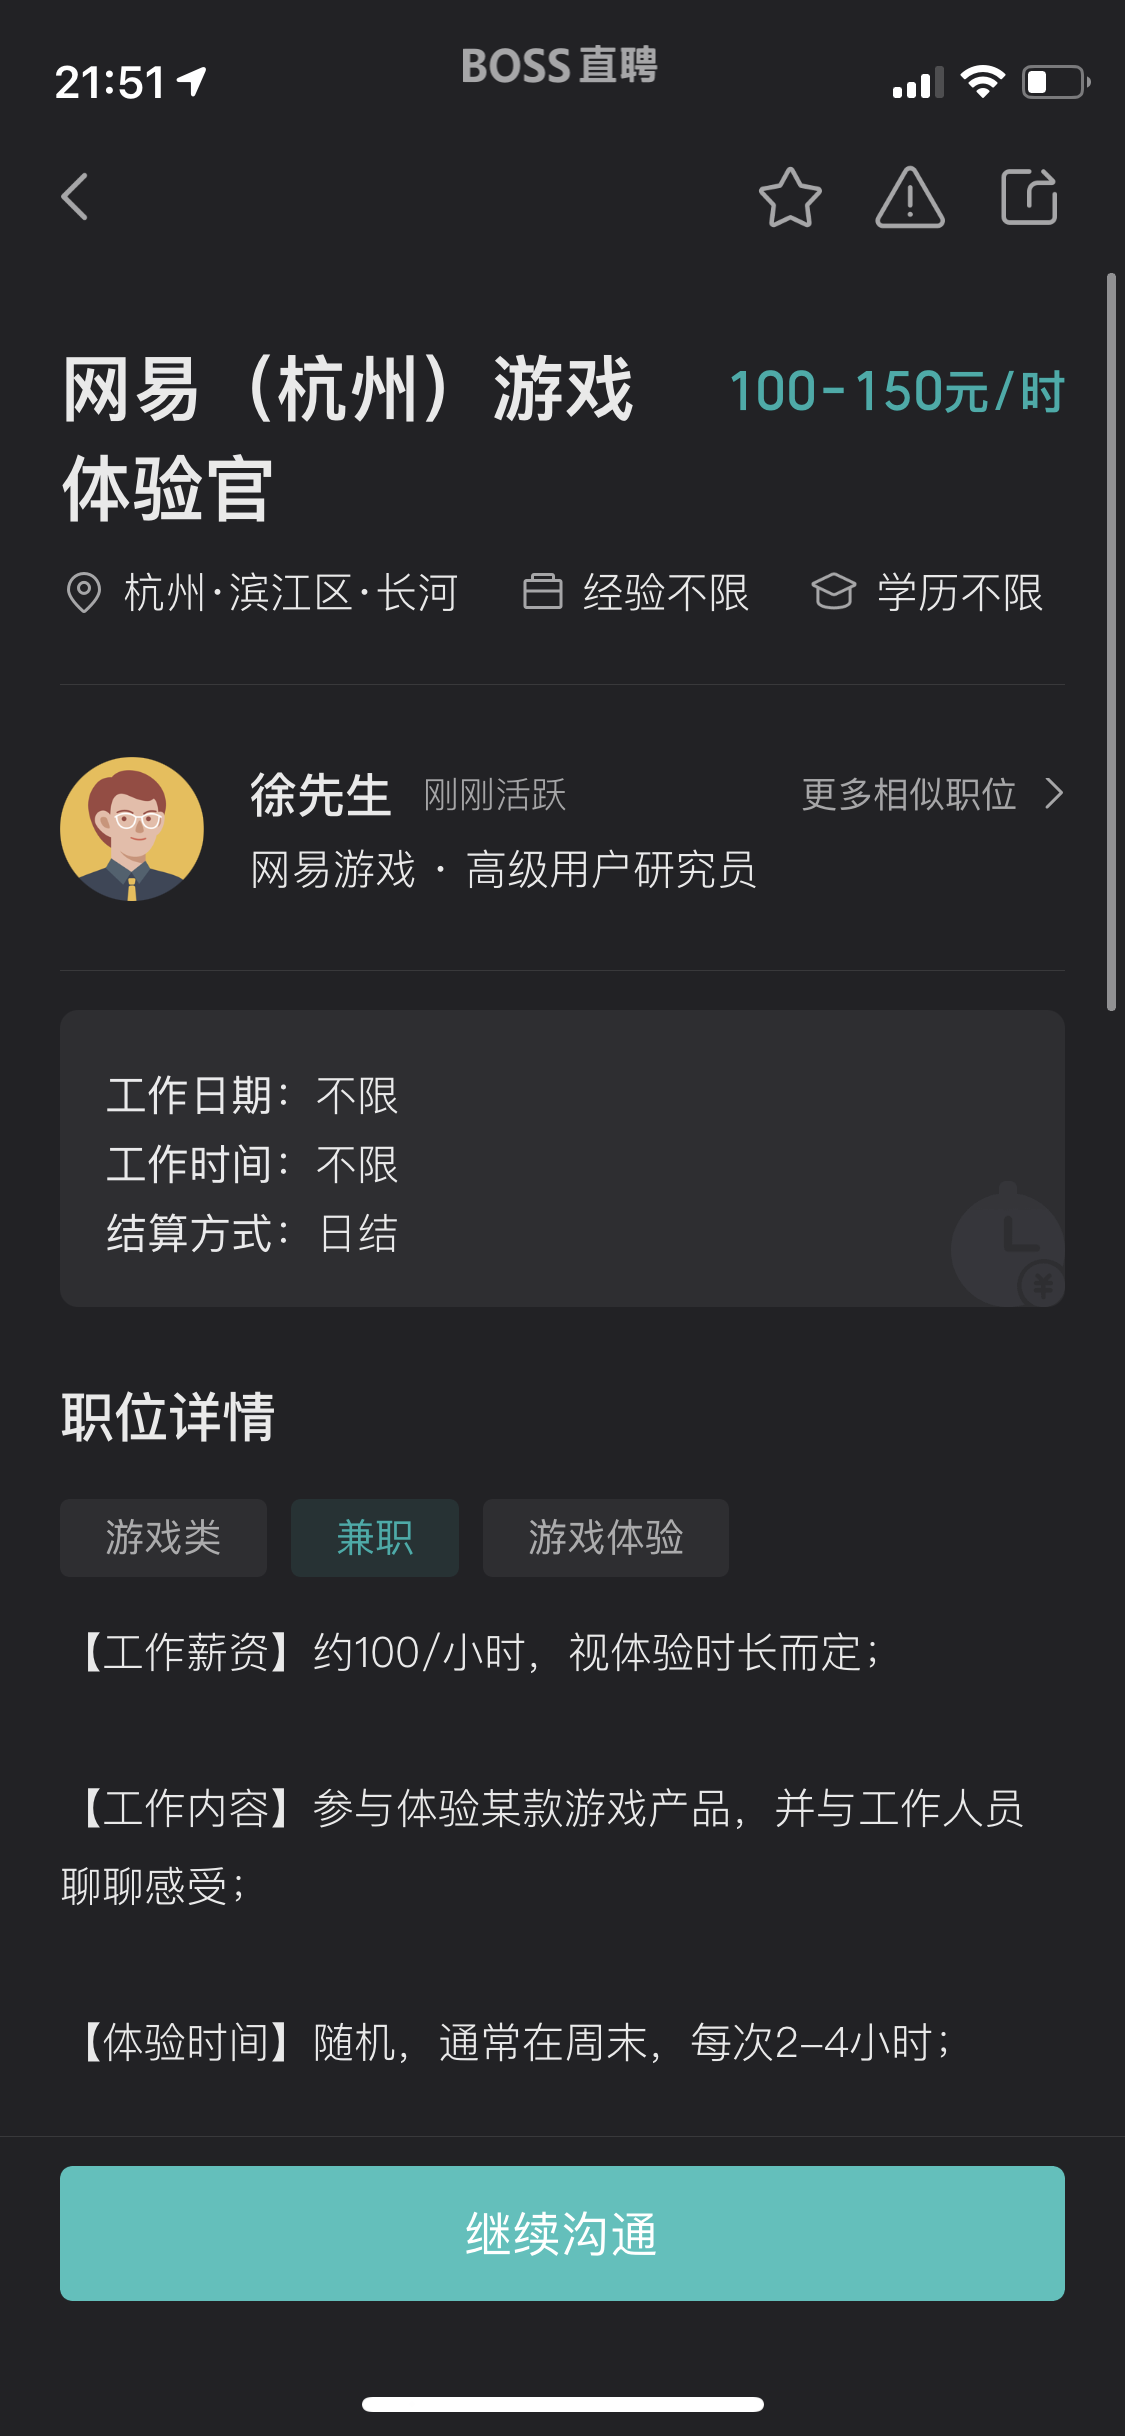 21:51
BOSS 直聘
网易（杭州）游戏
体验官
100-150元/时
杭州·滨江区·长河
经验不限
学历不限
徐先生 刚刚活跃
更多相似职位
网易游戏 · 高级用户研究员
工作日期：不限
工作时间：不限
结算方式：日结
¥
职位详情
游戏类 兼职 游戏体验
【工作薪资】约100/小时，视体验时长而定；
【工作内容】参与体验某款游戏产品，并与工作人员
聊聊感受；
【体验时间】随机，通常在周末，每次2-4小时；
继续沟通